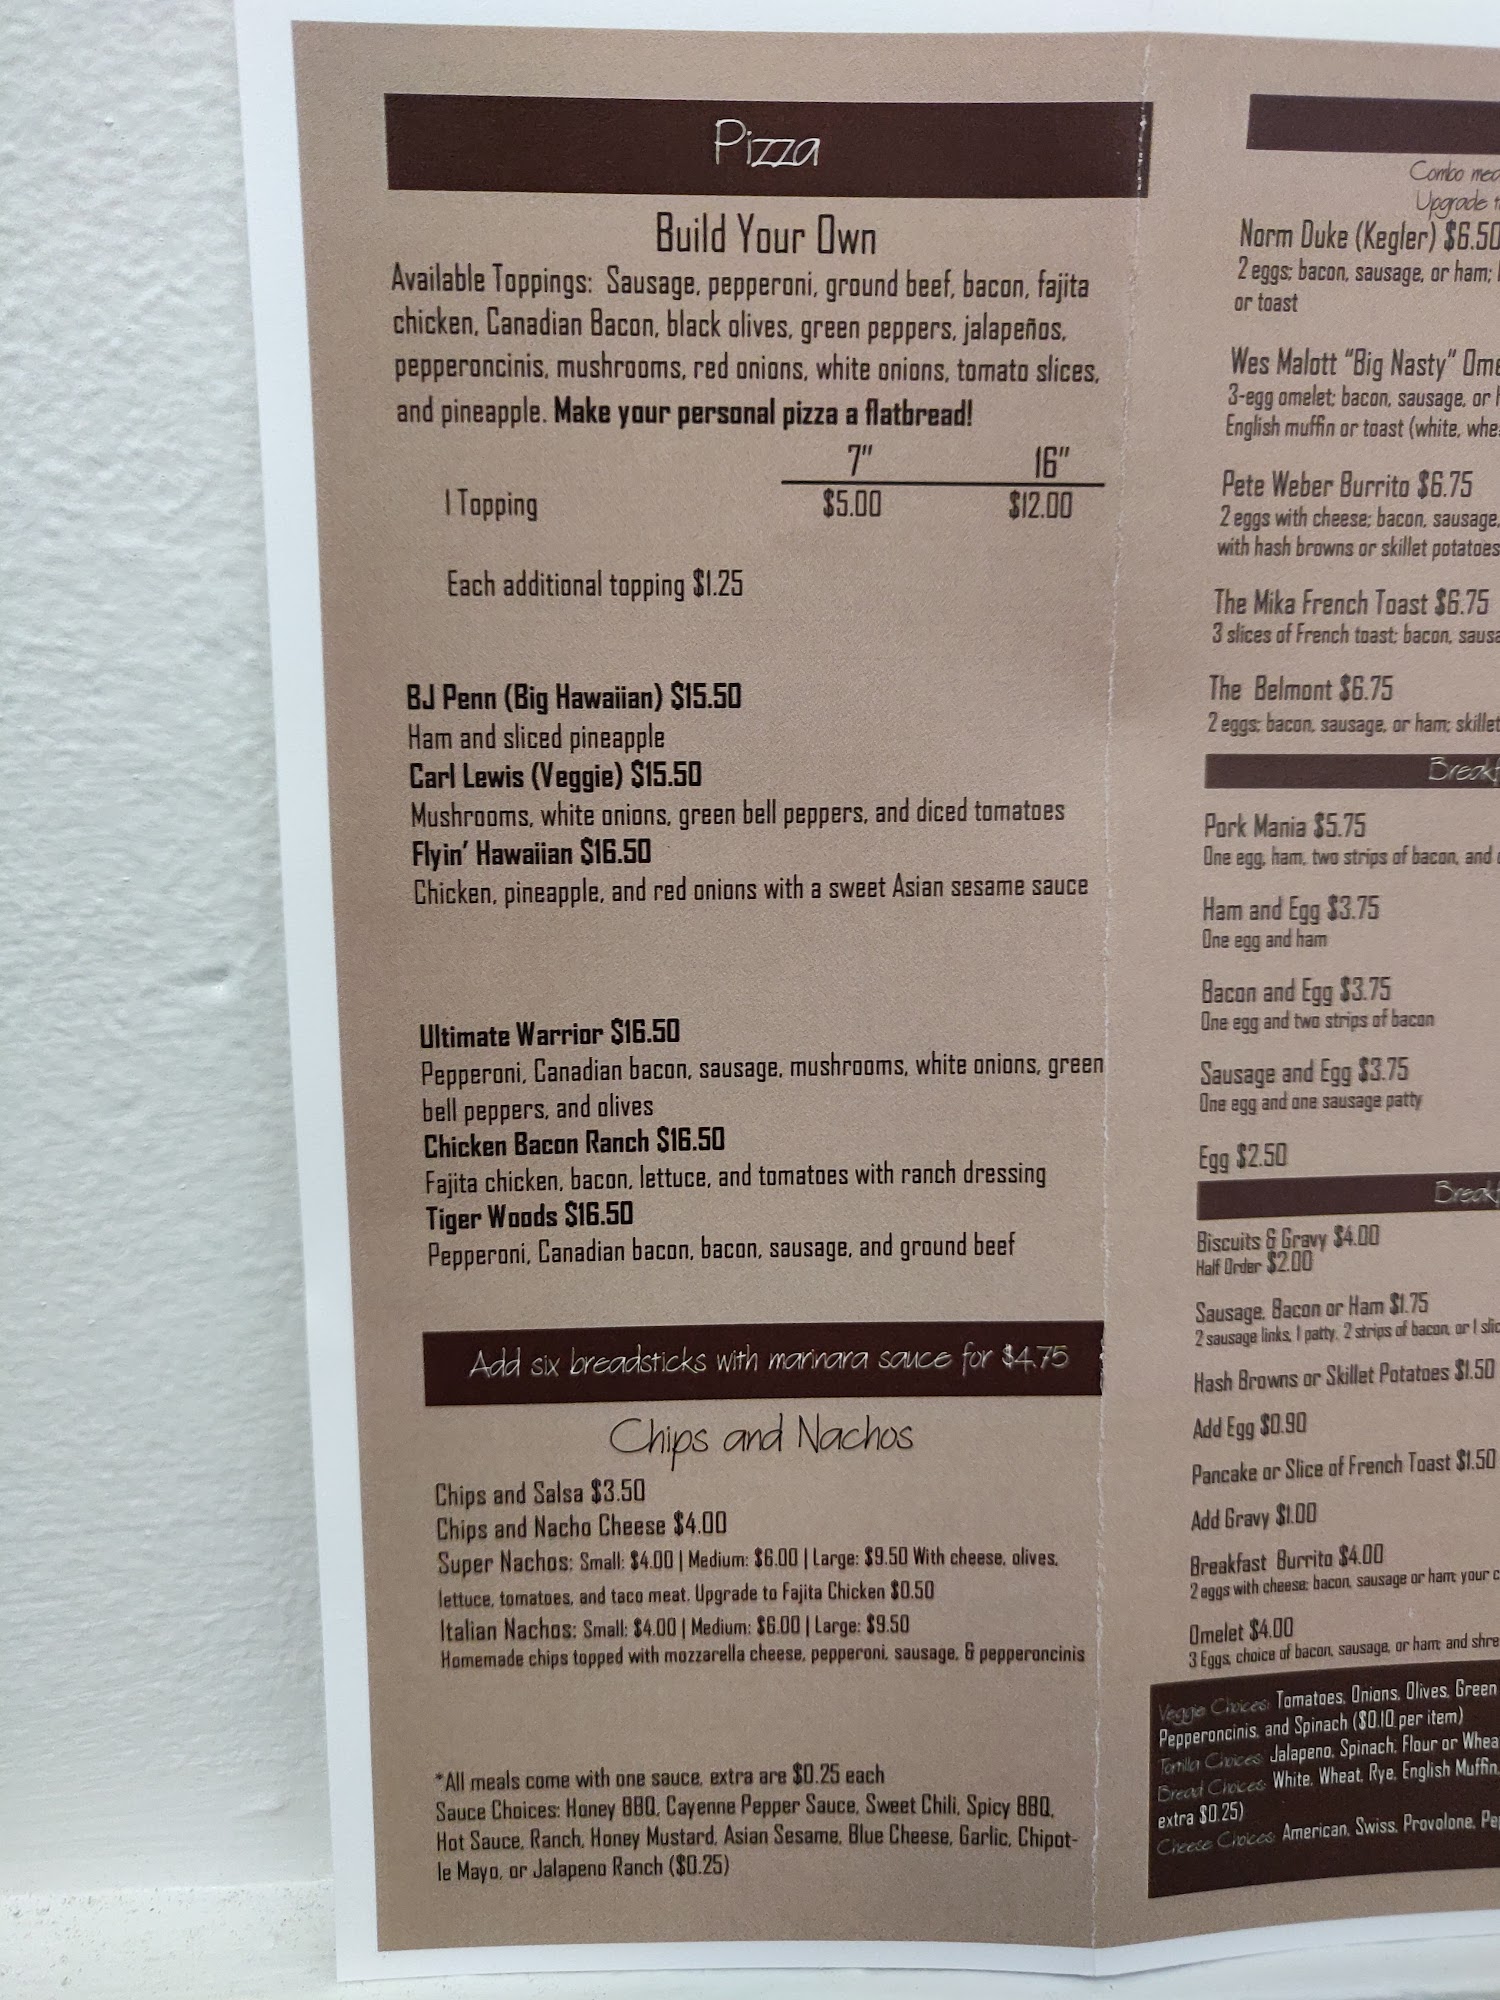 Pizza
Build Your Own
Available Toppings: Sausage, pepperoni, ground beef, bacon, fajita
chicken, Canadian Bacon, black olives, green peppers, jalapeños,
pepperoncinis, mushrooms, red onions, white onions, tomato slices,
and pineapple. Make your personal pizza a flatbread!
7" 16"
1 Topping $5.00 $12.00
Each additional topping $1.25
BJ Penn (Big Hawaiian) $15.50
Ham and sliced pineapple
Carl Lewis (Veggie) $15.50
Mushrooms, white onions, green bell peppers, and diced tomatoes
Flyin' Hawaiian $16.50
Chicken, pineapple, and red onions with a sweet Asian sesame sauce
Ultimate Warrior $16.50
Pepperoni, Canadian bacon, sausage, mushrooms, white onions, green
bell peppers, and olives
Chicken Bacon Ranch $16.50
Fajita chicken, bacon, lettuce, and tomatoes with ranch dressing
Tiger Woods $16.50
Pepperoni, Canadian bacon, bacon, sausage, and ground beef
Add six breadsticks with marinara sauce for $4.75
Chips and Nachos
Chips and Salsa $3.50
Chips and Nacho Cheese $4.00
Super Nachos: Small: $4.00 | Medium: $6.00 | Large: $9.50 With cheese, olives,
lettuce, tomatoes, and taco meat. Upgrade to Fajita Chicken $0.50
Italian Nachos: Small: $4.00 | Medium: $6.00 | Large: $9.50
Homemade chips topped with mozzarella cheese, pepperoni, sausage, & pepperoncinis
*All meals come with one sauce, extra are $0.25 each
Sauce Choices: Honey BBQ, Cayenne Pepper Sauce, Sweet Chili, Spicy BBQ,
Hot Sauce, Ranch, Honey Mustard, Asian Sesame, Blue Cheese, Garlic, Chipot-
le Mayo, or Jalapeno Ranch ($0.25)
Combo
Upgrade
Norm Duke (Kegler) $6.50
2 eggs; bacon, sausage, or ham;
or toast
Wes Malott "Big Nasty" Ome
3-egg omelet; bacon, sausage, or
English muffin or toast (white, whe
Pete Weber Burrito $6.75
2 eggs with cheese; bacon, sausage,
with hash browns or skillet potatoes
The Mika French Toast $6.75
3 slices of French toast; bacon, sausa
The Belmont $6.75
2 eggs; bacon, sausage, or ham; skillet
Breakf
Pork Mania $5.75
One egg, ham, two strips of bacon, and
Ham and Egg $3.75
One egg and ham
Bacon and Egg $3.75
One egg and two strips of bacon
Sausage and Egg $3.75
One egg and one sausage patty
Egg $2.50
Breakf
Biscuits & Gravy $4.00
Half Order $2.00
Sausage, Bacon or Ham $1.75
2 sausage links, 1 patty, 2 strips of bacon, or 1 slic
Hash Browns or Skillet Potatoes $1.50
Add Egg $0.90
Pancake or Slice of French Toast $1.50
Add Gravy $1.00
Breakfast Burrito $4.00
2 eggs with cheese; bacon, sausage or ham; your c
Omelet $4.00
3 Eggs, choice of bacon, sausage, or ham; and shre
Veggie Choices: Tomatoes, Onions, Olives, Green
Pepperoncinis, and Spinach ($0.10 per item)
Tortilla Choices: Jalapeno, Spinach, Flour or Whea
Bread Choices: White, Wheat, Rye, English Muffin,
extra $0.25)
Cheese Choices: American, Swiss, Provolone, Pep